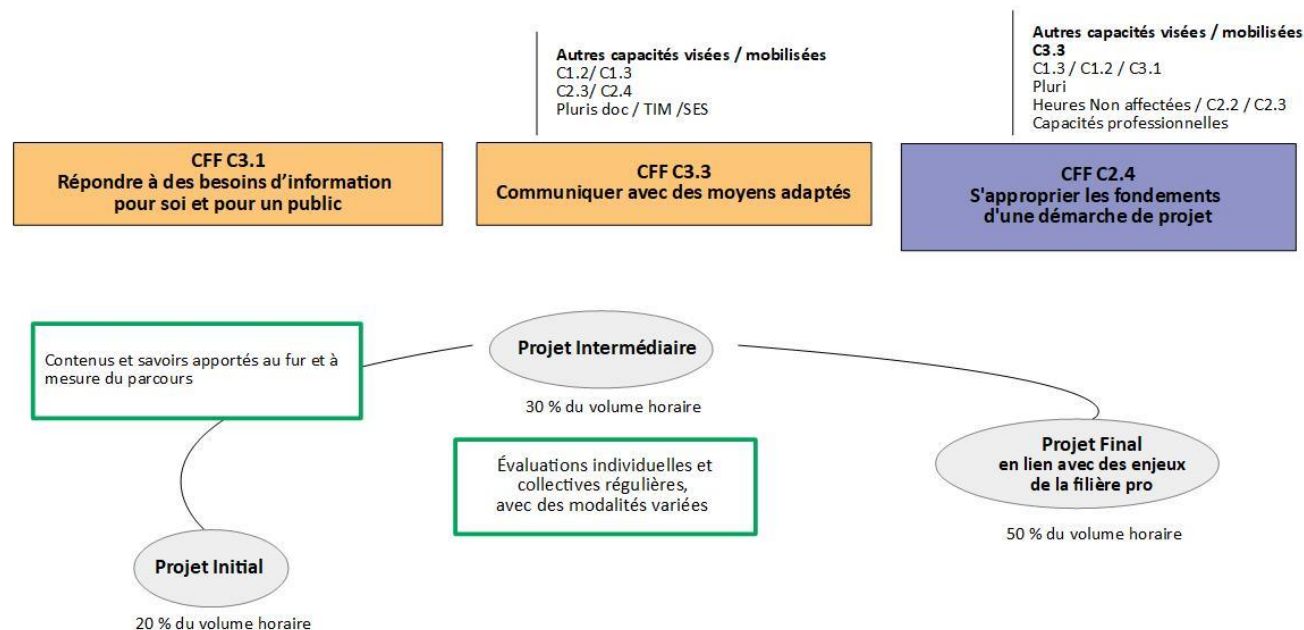 Autres capacités visées / mobilisées
C1.2/ C1.3
C2.3/ C2.4
Pluris doc / TIM /SES
Autres capacités visées / mobilisées
C3.3
C1.3 / C1.2 / C3.1
Pluri
Heures Non affectées / C2.2 / C2.3
Capacités professionnelles
CFF C3.1
Répondre à des besoins d’information
pour soi et pour un public
CFF C3.3
Communiquer avec des moyens adaptés
CFF C2.4
S'approprier les fondements
d'une démarche de projet
Contenus et savoirs apportés au fur et à
mesure du parcours
Projet Intermédiaire
30 % du volume horaire
Évaluations individuelles et
collectives régulières,
avec des modalités variées
Projet Final
en lien avec des enjeux
de la filière pro
50 % du volume horaire
Projet Initial
20 % du volume horaire